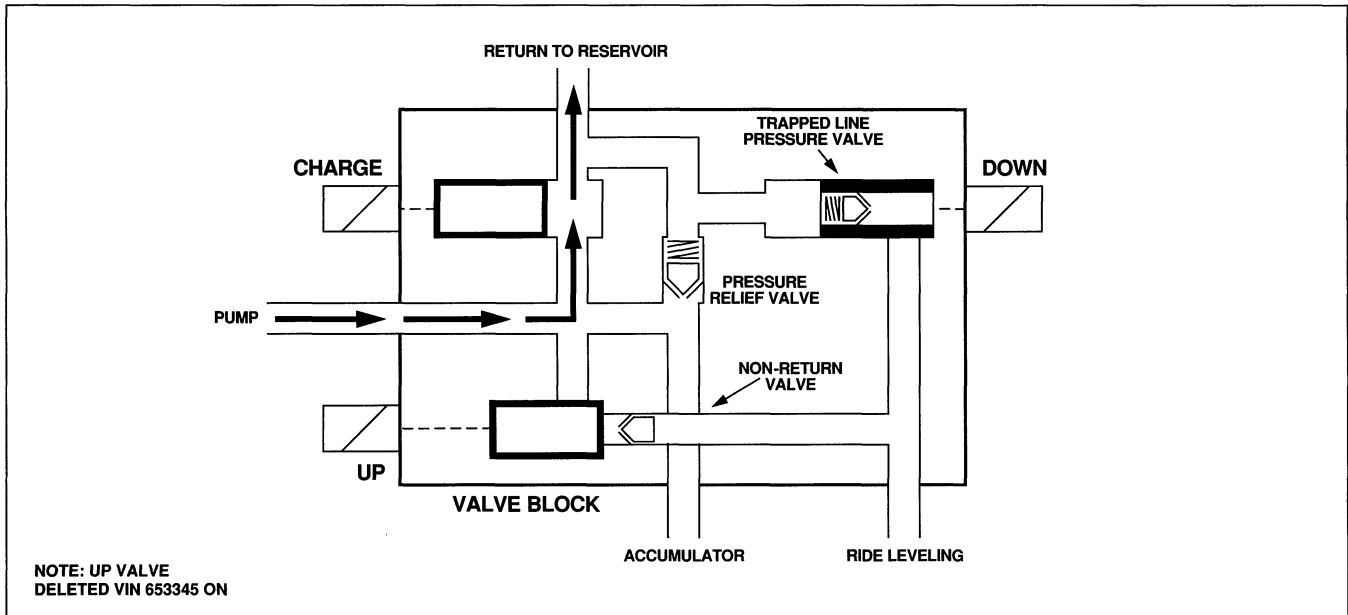 RETURN TO RESERVOIR
TRAPPED LINE
PRESSURE VALVE
CHARGE
DOWN
PRESSURE
RELIEF VALVE
PUMP
NON-RETURN
VALVE
UP
VALVE BLOCK
ACCUMULATOR
RIDE LEVELING
NOTE: UP VALVE
DELETED VIN 653345 ON